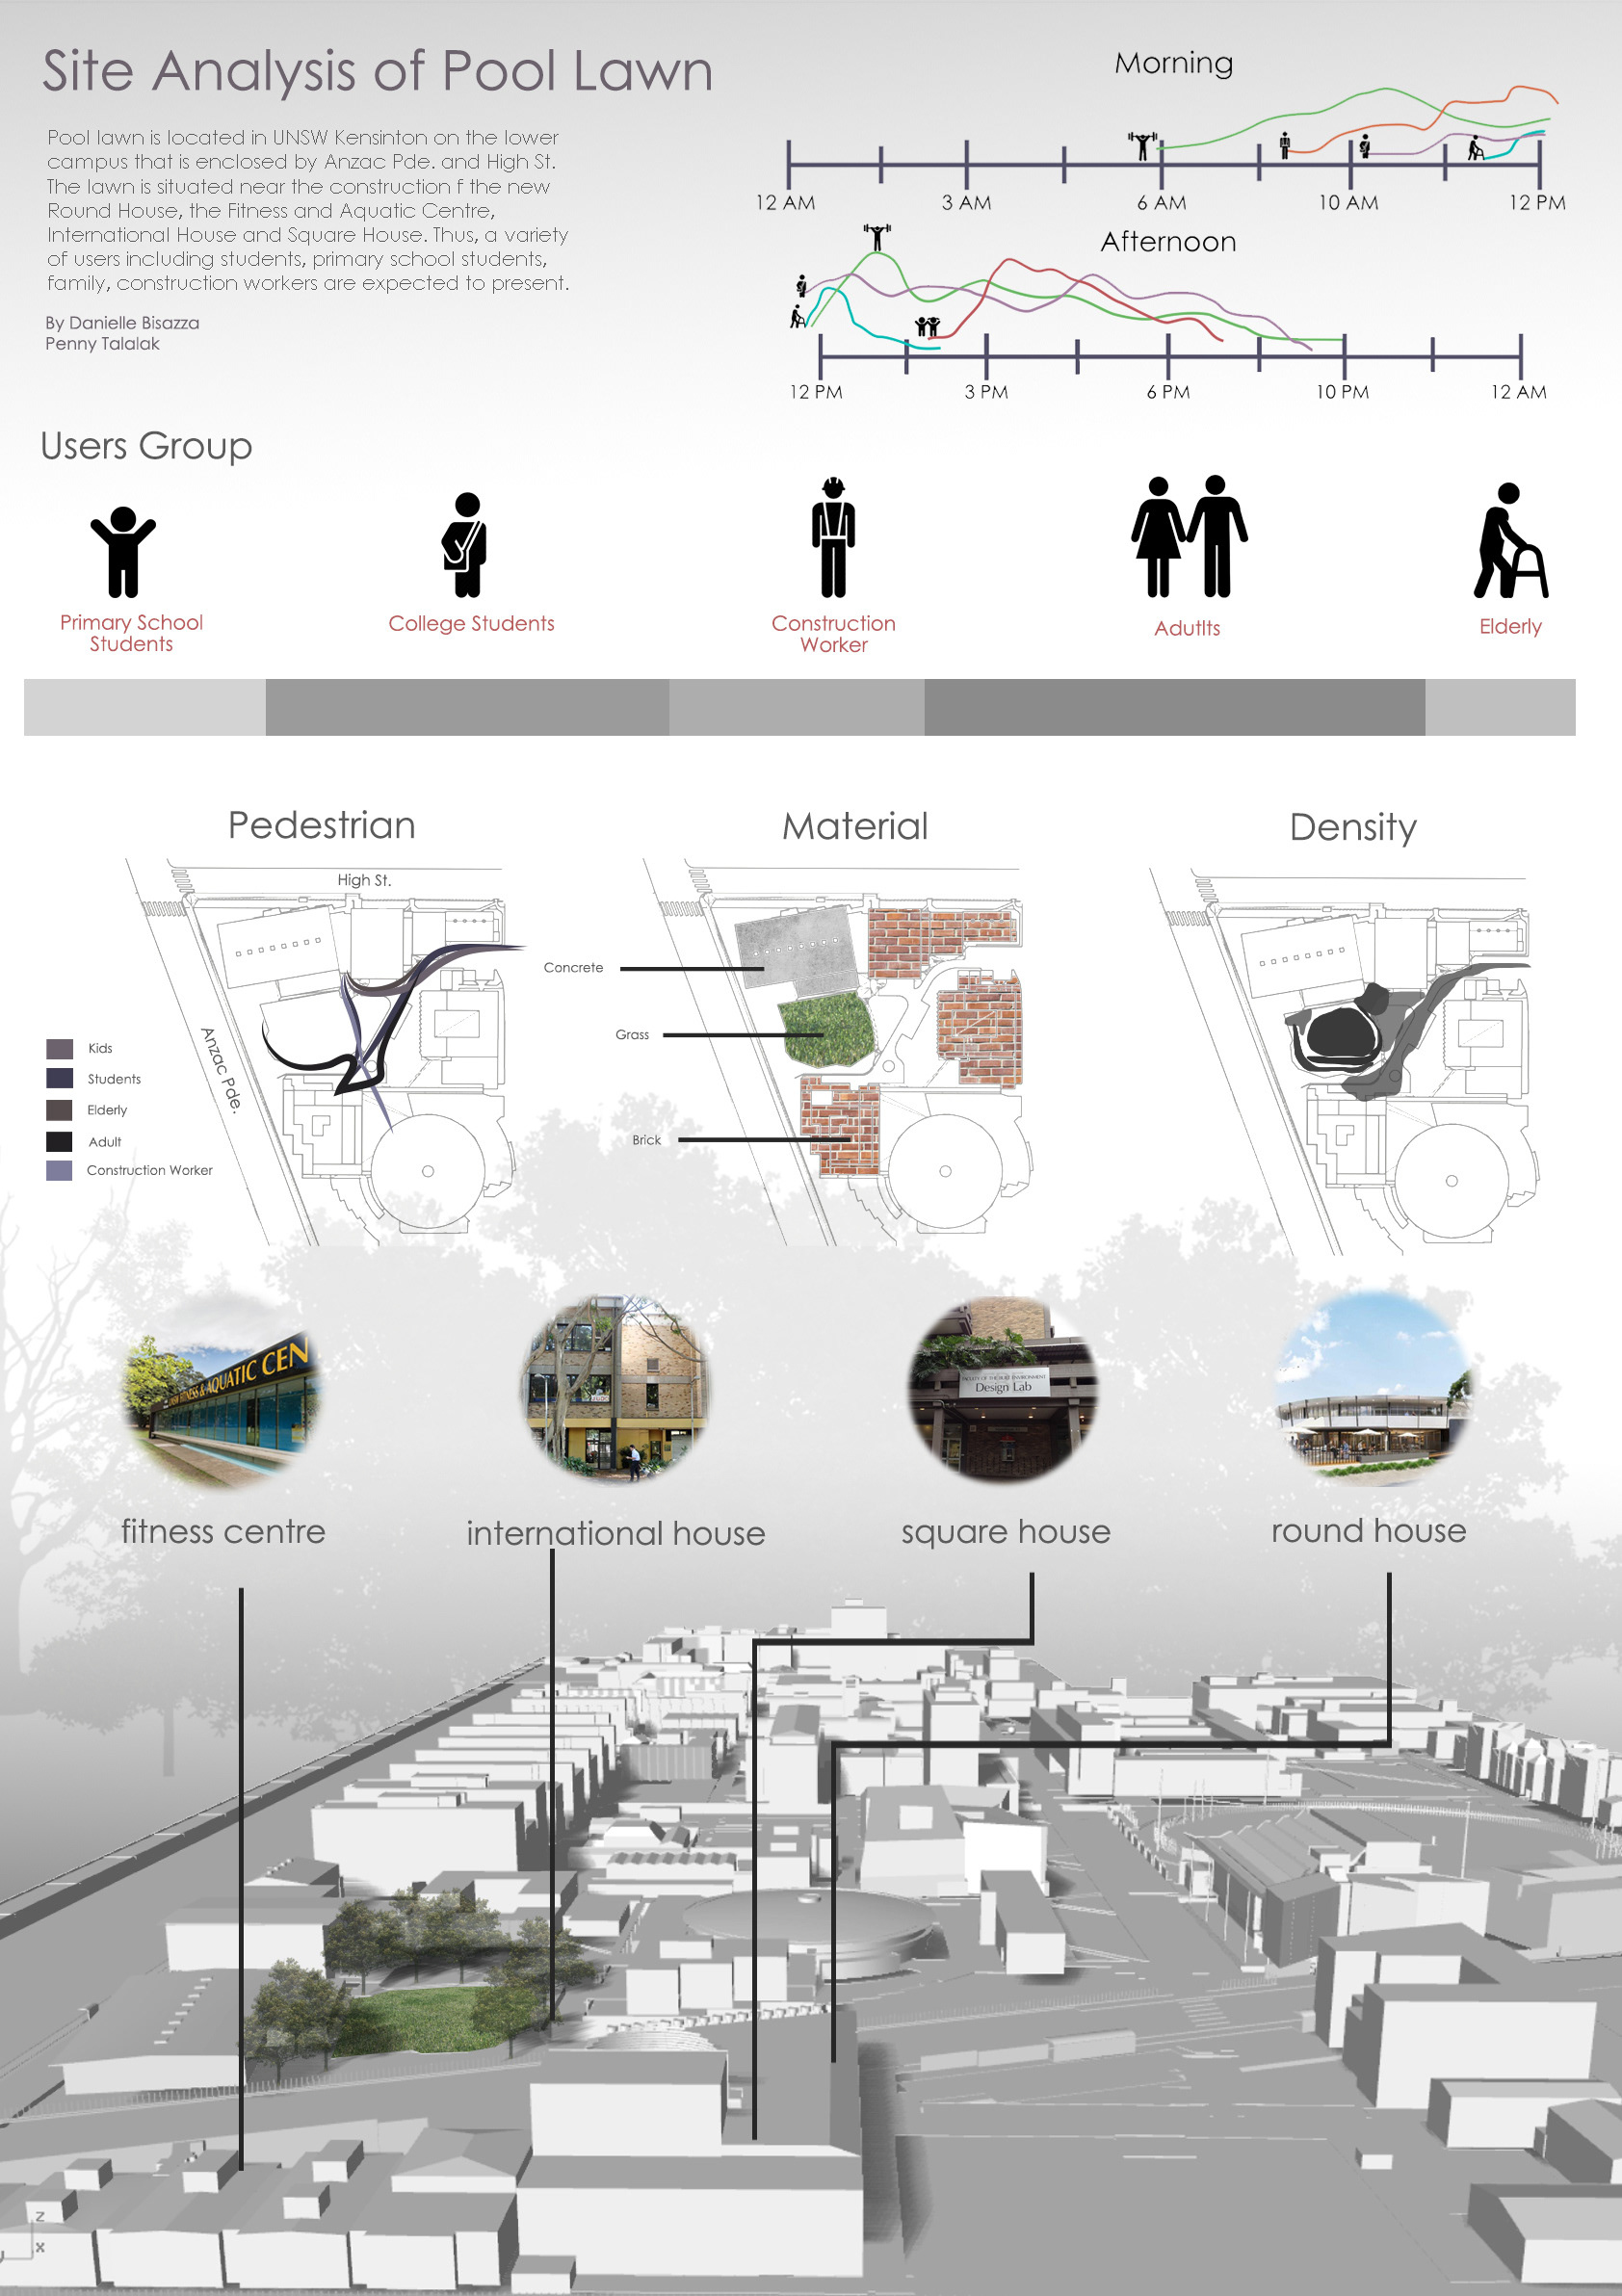 Site Analysis of Pool Lawn
Pool lawn is located in UNSW Kensinton on the lower
campus that is enclosed by Anzac Pde. and High St.
The lawn is situated near the construction f the new
Round House, the Fitness and Aquatic Centre,
International House and Square House. Thus, a variety
of users including students, primary school students,
family, construction workers are expected to present.
By Danielle Bisazza
Penny Talalak
Morning
12 AM
3 AM
6 AM
10 AM
12 PM
Afternoon
12 PM
3 PM
6 PM
10 PM
12 AM
Users Group
Primary School
Students
College Students
Construction
Worker
Adutlts
Elderly
Pedestrian
High St.
Anzac Pde.
Kids
Students
Elderly
Adult
Construction Worker
Material
Concrete
Grass
Brick
Density
FITNESS & AQUATIC CEN
FACULTY OF THE BUILT ENVIRONMENT
Design Lab
fitness centre
international house
square house
round house
Z
X